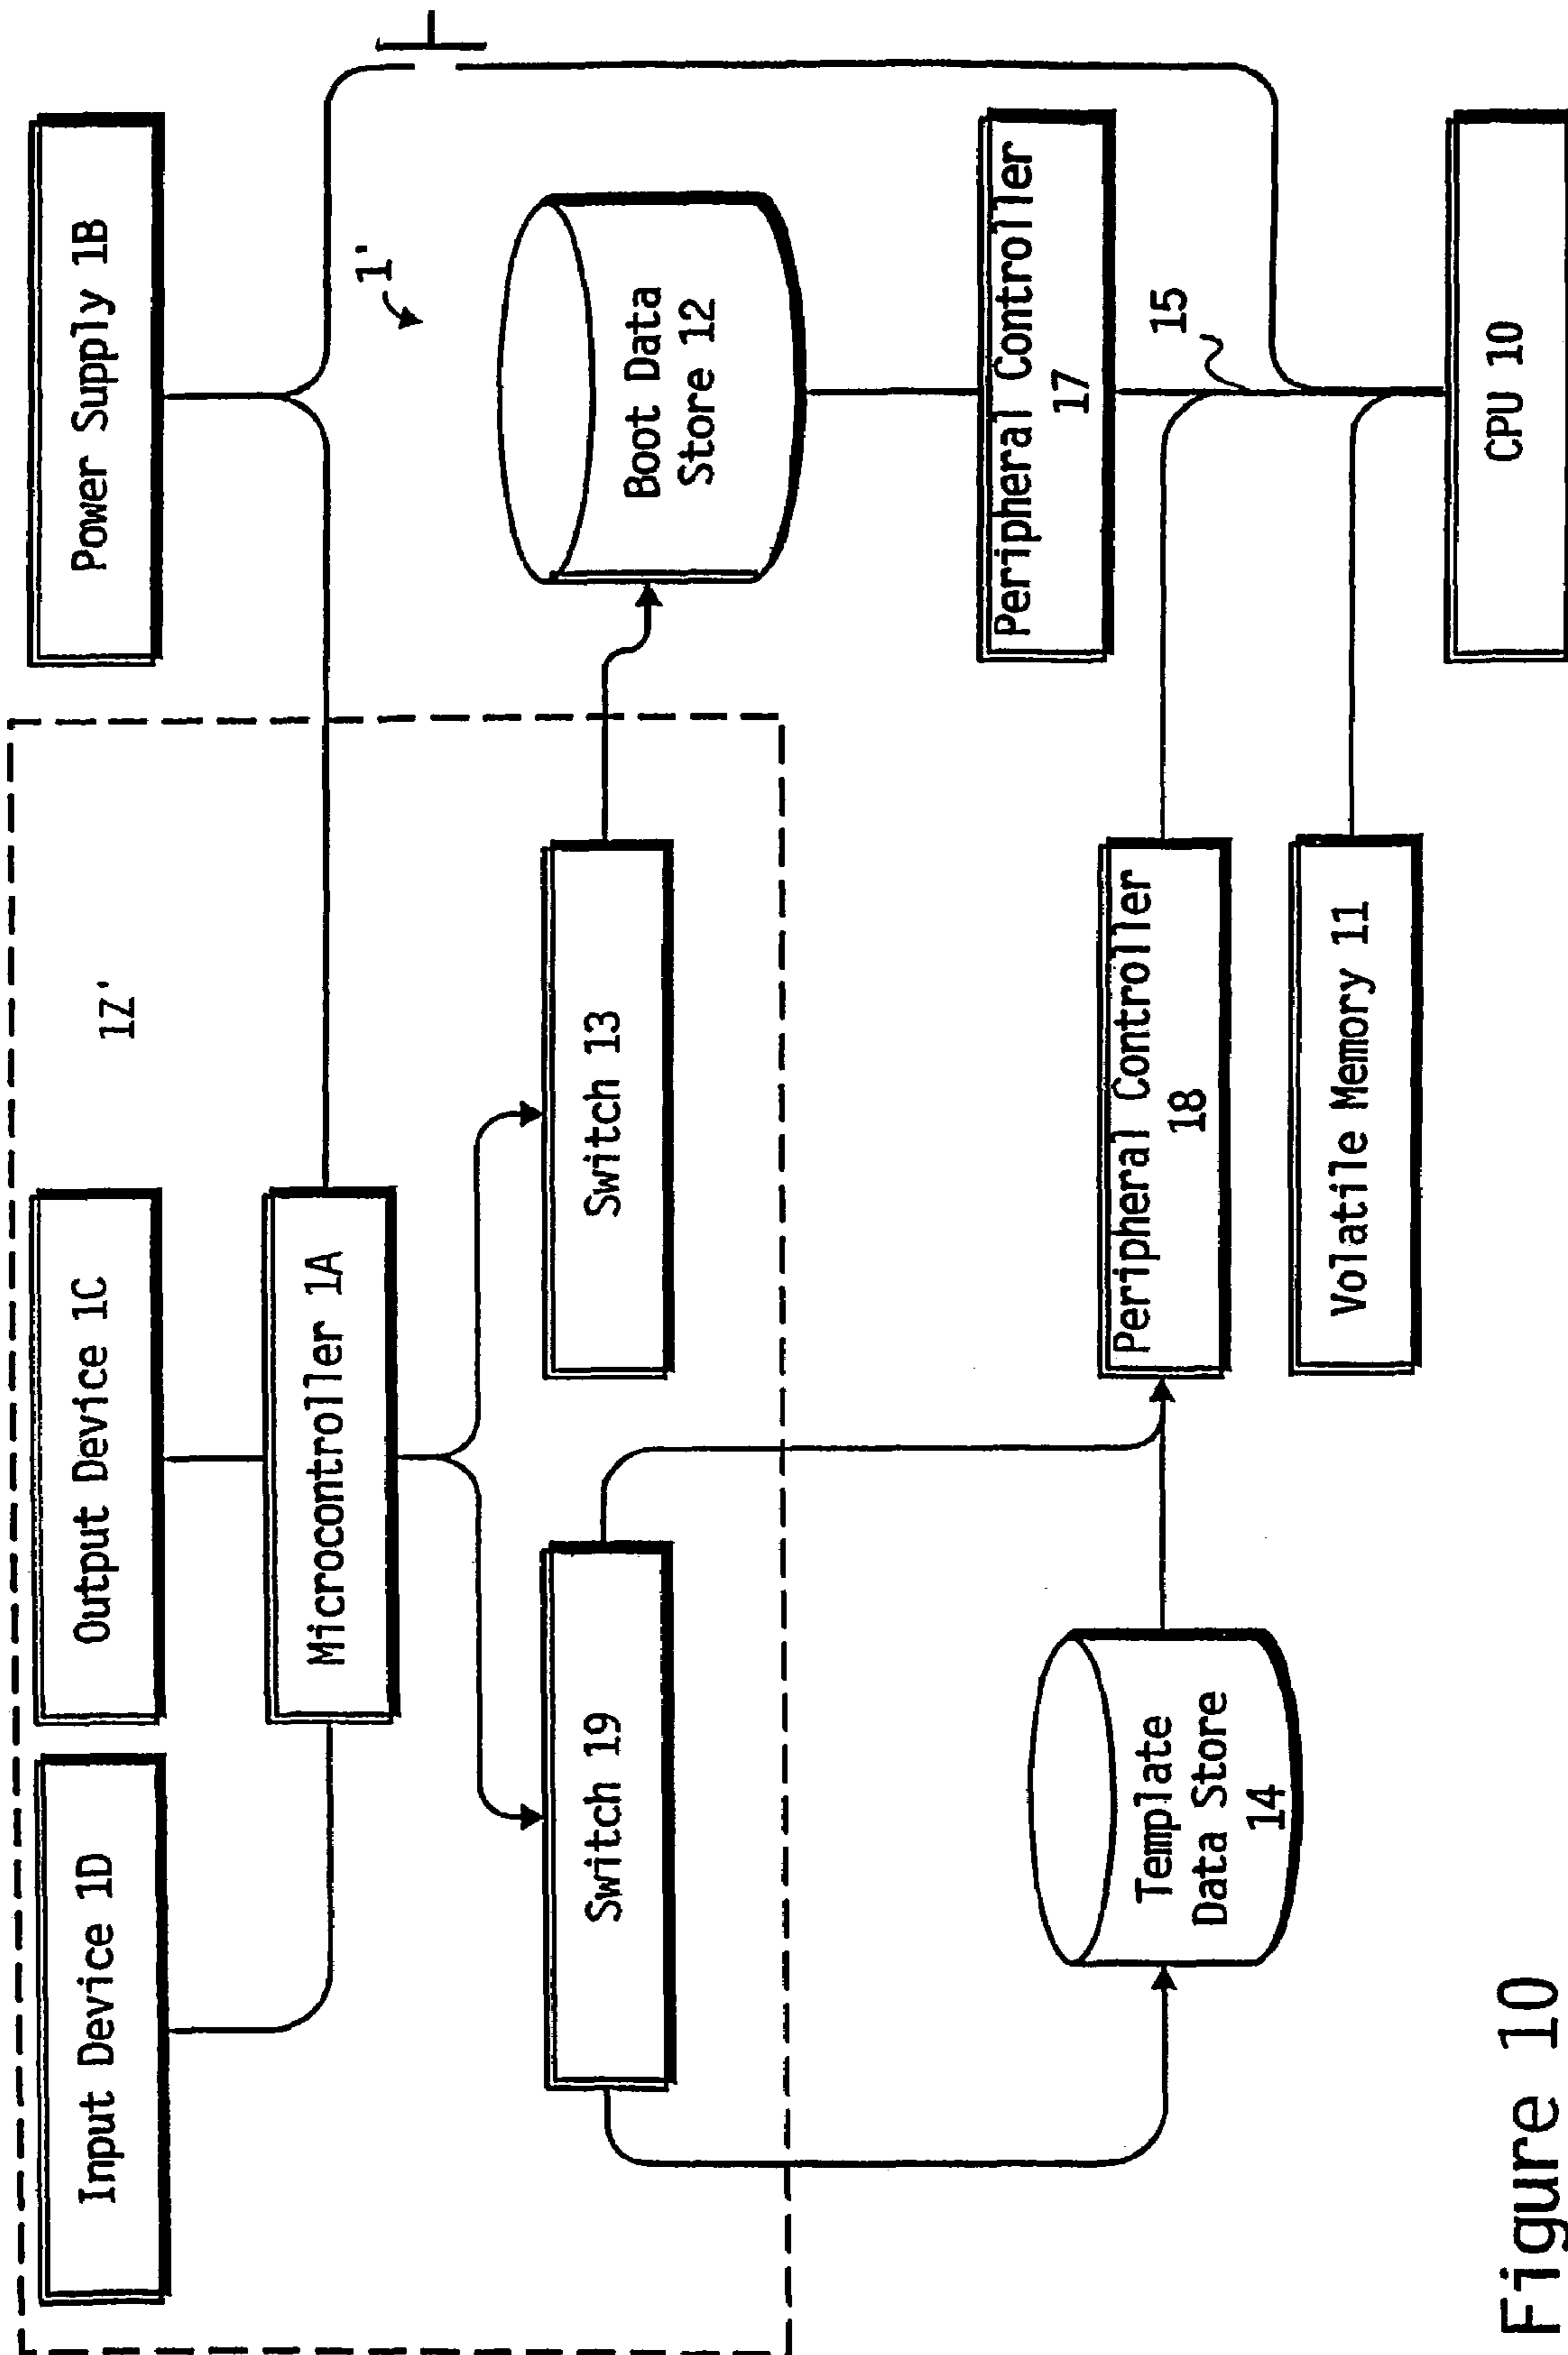 Input Device 1D
Output Device 1C
1Z'
Power Supply 1B
Microcontroller 1A
1'
Switch 19
Switch 13
Boot Data
Store 12
Template
Data Store
14
Peripheral Controller
18
Peripheral Controller
17
15
Volatile Memory 11
CPU 10
Figure 10